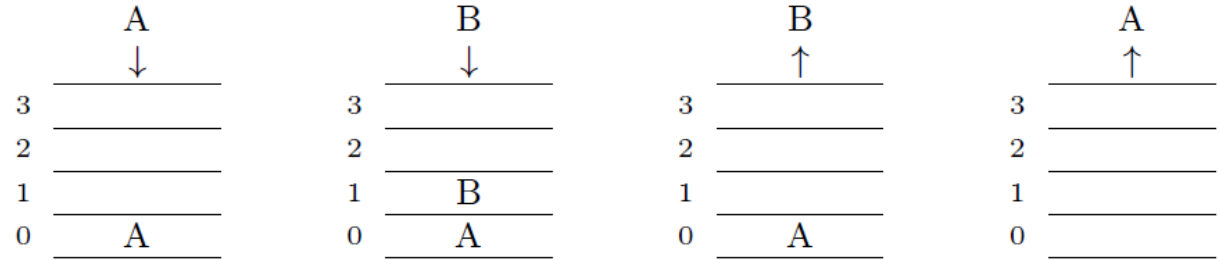 A B B A
↓ ↓ ↑ ↑
3 3 3 3
2 2 2 2
1 1 B 1 1
0 A 0 A 0 A 0